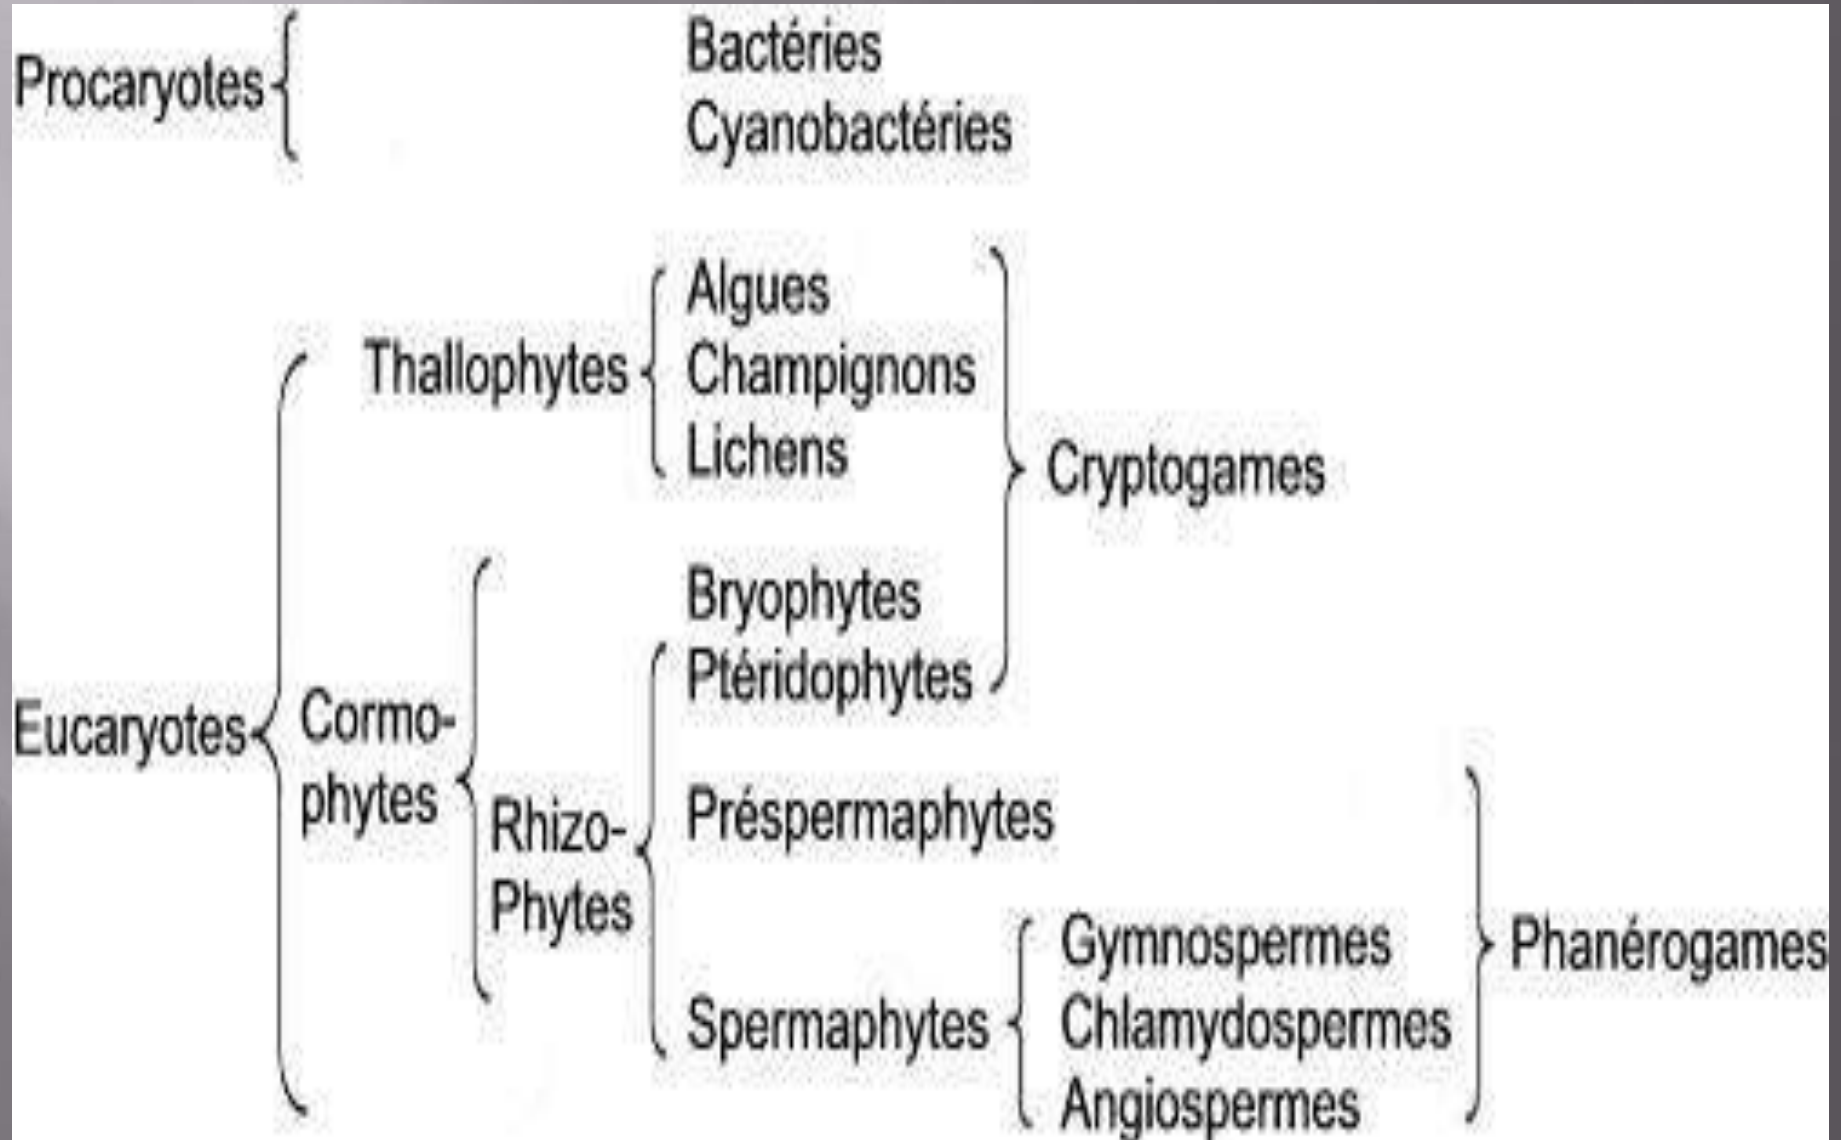 Procaryotes
Bactéries
Cyanobactéries
Eucaryotes
Thallophytes
Algues
Champignons
Lichens
Cryptogames
Cormo-
phytes
Bryophytes
Rhizo-
Phytes
Ptéridophytes
Préspermaphytes
Spermaphytes
Gymnospermes
Chlamydospermes
Angiospermes
Phanérogames